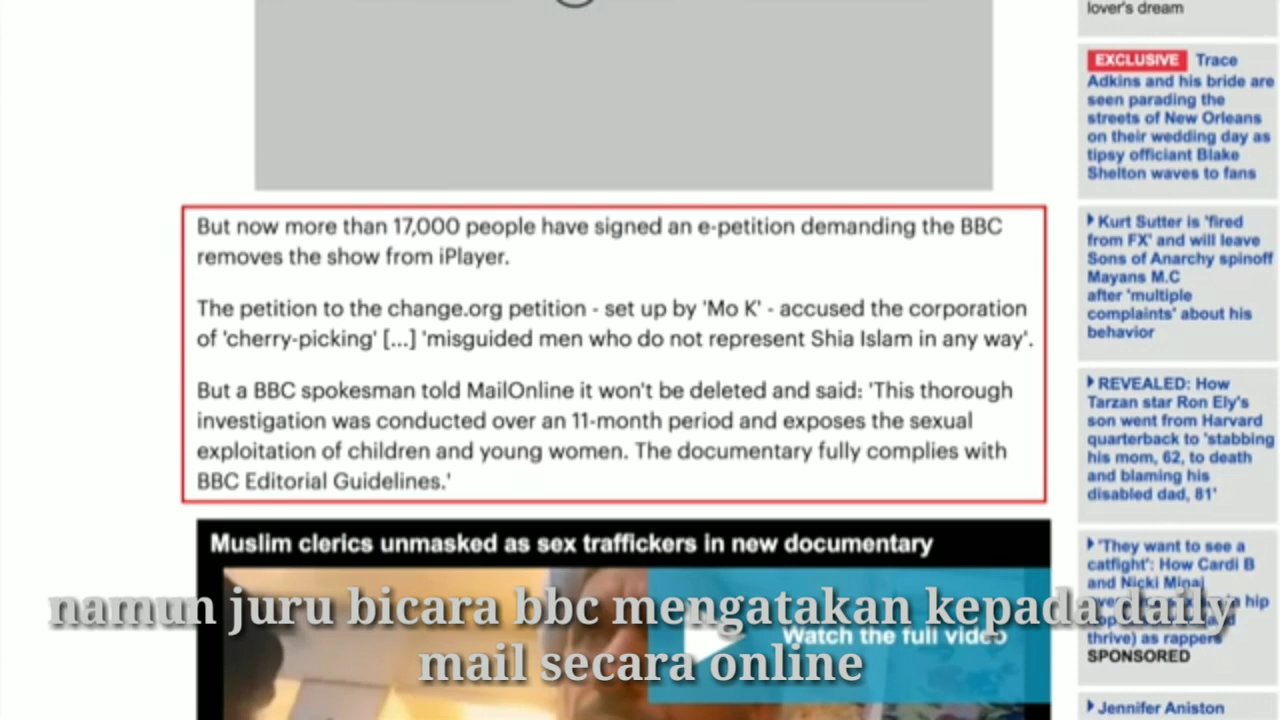 But now more than 17,000 people have signed an e-petition demanding the BBC
removes the show from iPlayer.
The petition to the change.org petition - set up by 'Mo K' - accused the corporation
of 'cherry-picking' [...] 'misguided men who do not represent Shia Islam in any way'.
But a BBC spokesman told MailOnline it won't be deleted and said: 'This thorough
investigation was conducted over an 11-month period and exposes the sexual
exploitation of children and young women. The documentary fully complies with
BBC Editorial Guidelines.'
Muslim clerics unmasked as sex traffickers in new documentary
Watch the full video
namun juru bicara bbc mengatakan kepada daily
mail secara online
lover's dream
EXCLUSIVE Trace
Adkins and his bride are
seen parading the
streets of New Orleans
on their wedding day as
tipsy officiant Blake
Shelton waves to fans
Kurt Sutter is 'fired
from FX' and will leave
Sons of Anarchy spinoff
Mayans M.C
after 'multiple
complaints' about his
behavior
REVEALED: How
Tarzan star Ron Ely's
son went from Harvard
quarterback to 'stabbing
his mom, 62, to death
and blaming his
disabled dad, 81'
'They want to see a
catfight': How Cardi B
and Nicki Minaj
hip
thrive) as rappers
SPONSORED
Jennifer Aniston